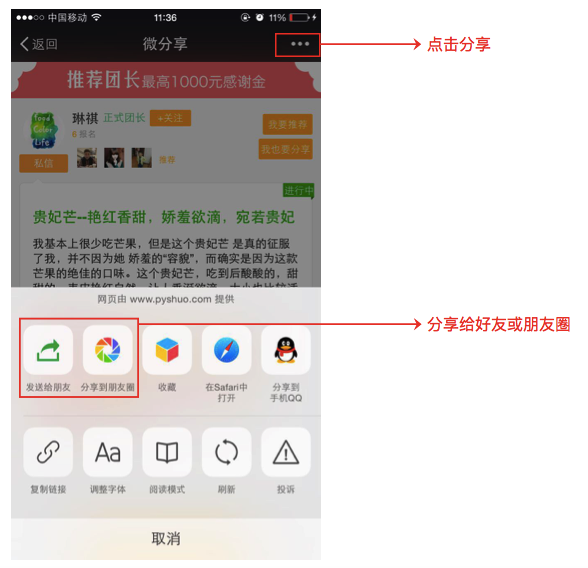 中国移动 11:36 11%
返回 微分享 点击分享
推荐团长最高1000元感谢金
琳祺 正式团长 +关注
6 报名
我要推荐
私信 推荐 我也要分享
进行中
贵妃芒--艳红香甜，娇羞欲滴，宛若贵妃
我基本上很少吃芒果，但是这个贵妃芒 是真的征服
了我，并不因为她 娇羞的“容貌”，而确实是因为这款
芒果的绝佳的口味。这个贵妃芒，吃到后酸酸的，甜
网页由 www.pyshuo.com 提供
分享给好友或朋友圈
发送给朋友 分享到朋友圈 收藏 在Safari中打开 分享到手机QQ
Aa
复制链接 调整字体 阅读模式 刷新 投诉
取消